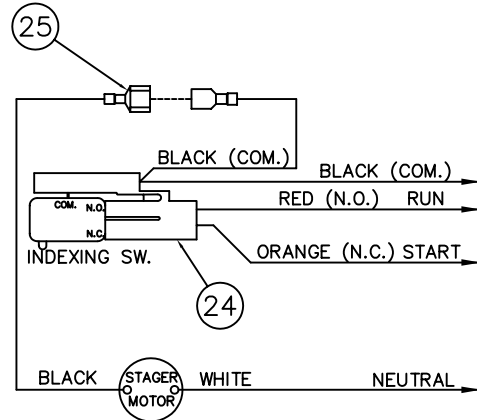 25
BLACK (COM.)
BLACK (COM.)
RED (N.O.) RUN
COM.
N.O.
N.C.
ORANGE (N.C.) START
INDEXING SW.
24
BLACK
STAGER
MOTOR
WHITE
NEUTRAL